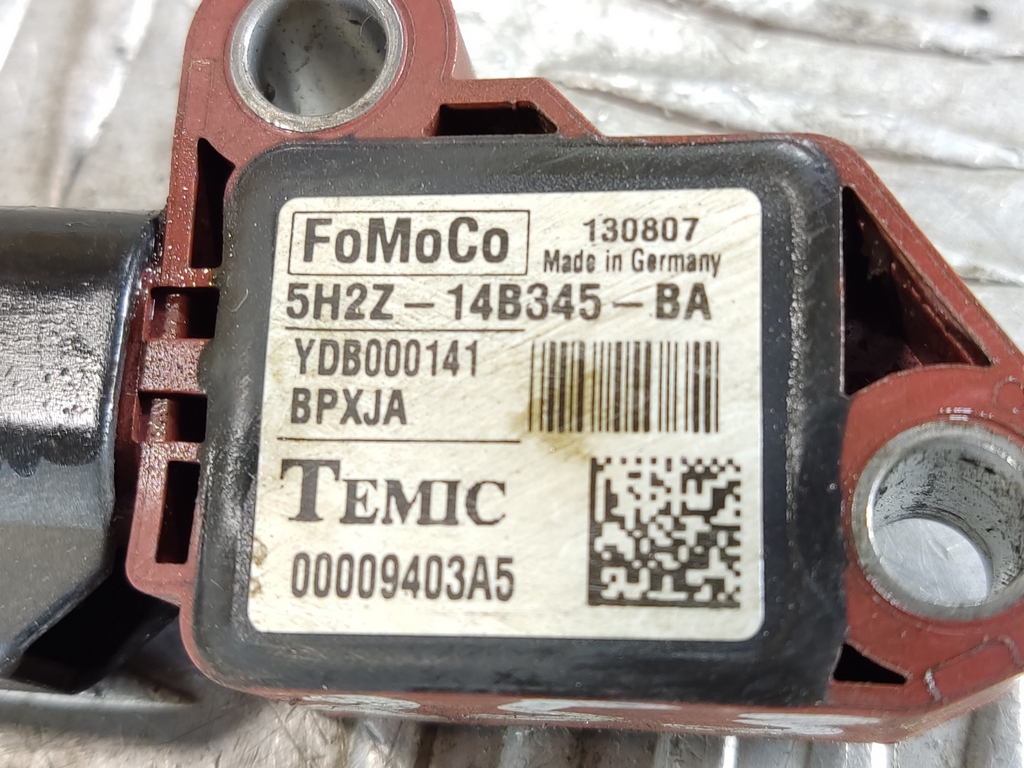 FoMoCo
130807
Made in Germany
5H2Z-14B345-BA
YDB000141
BPXJA
TEMIC
00009403A5